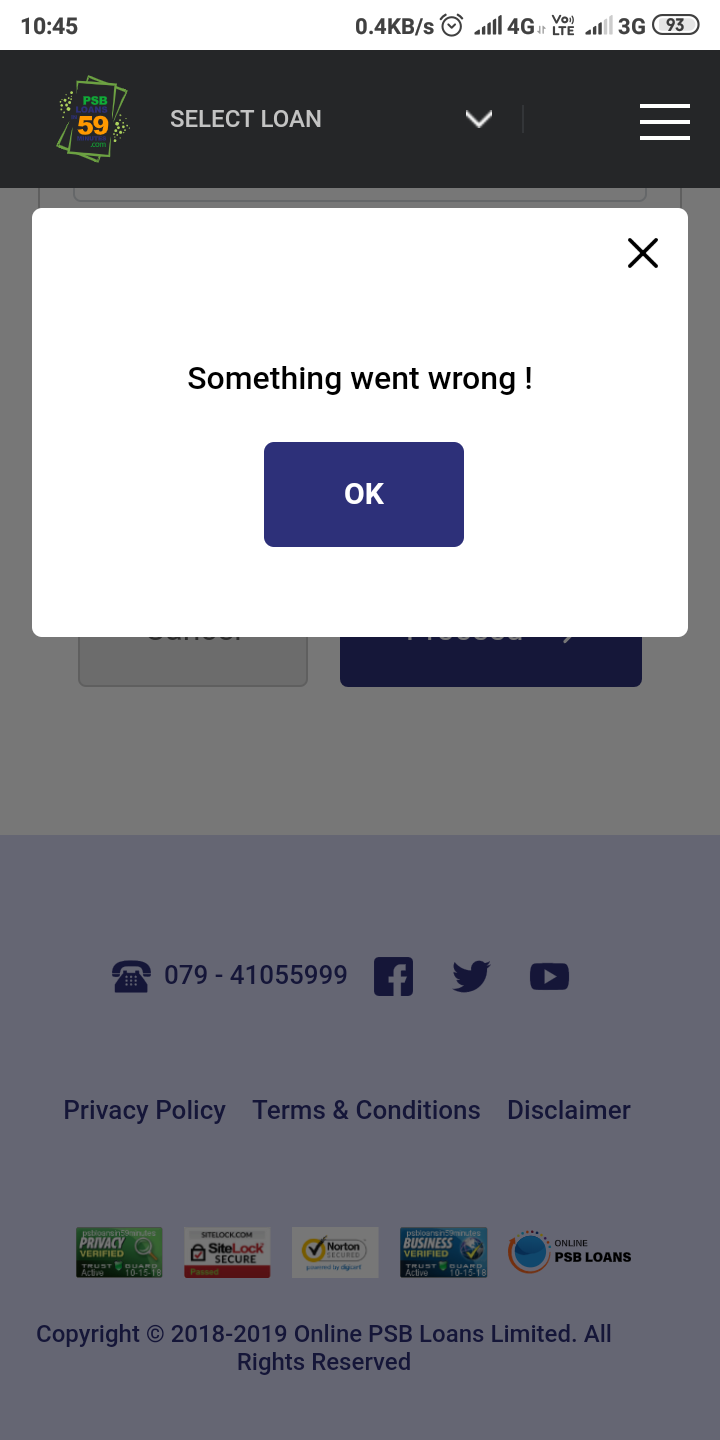 10:45
0.4KB/s 4G VoLTE 3G 93
PSB
LOANS
59
.com
SELECT LOAN
Something went wrong !
OK
Cancel
Proceed
079 - 41055999
Privacy Policy Terms & Conditions Disclaimer
psbloansin59minutes
PRIVACY
VERIFIED
TRUST GUARD
Active 10-15-18
SITELOCK.COM
SiteLock
SECURE
Passed
Norton
powered by digicert
psbloansin59minutes
BUSINESS
VERIFIED
TRUST GUARD
Active 10-15-18
ONLINE
PSB LOANS
Copyright © 2018-2019 Online PSB Loans Limited. All
Rights Reserved